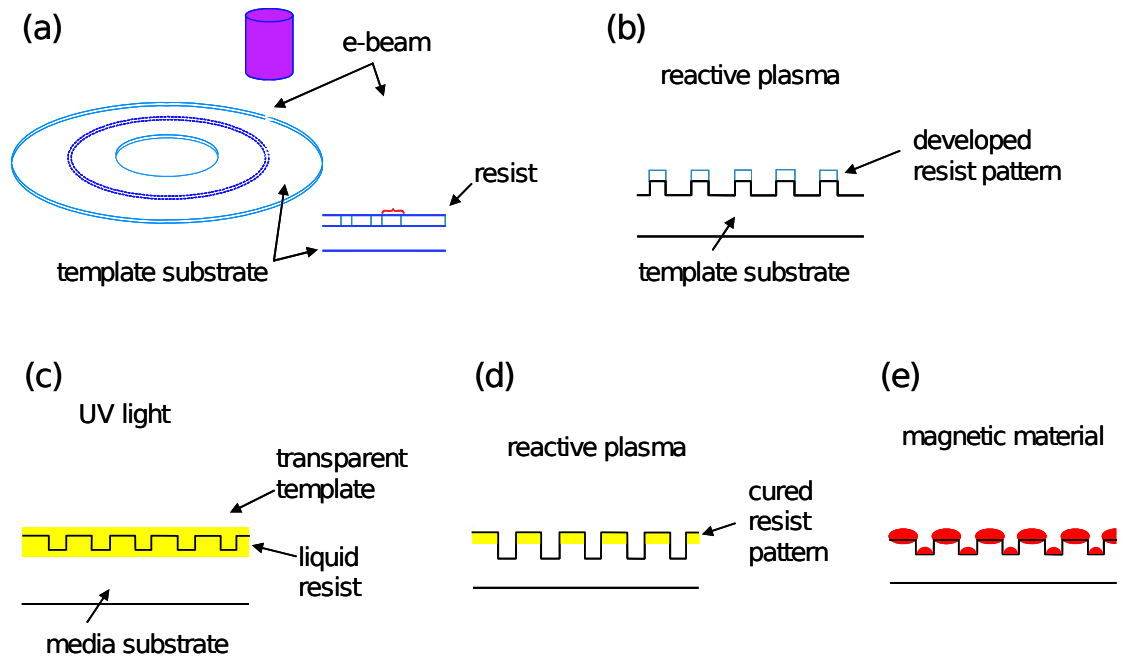 (a)
e-beam
resist
template substrate
(b)
reactive plasma
developed
resist pattern
template substrate
(c)
UV light
transparent
template
liquid
resist
media substrate
(d)
reactive plasma
cured
resist
pattern
(e)
magnetic material